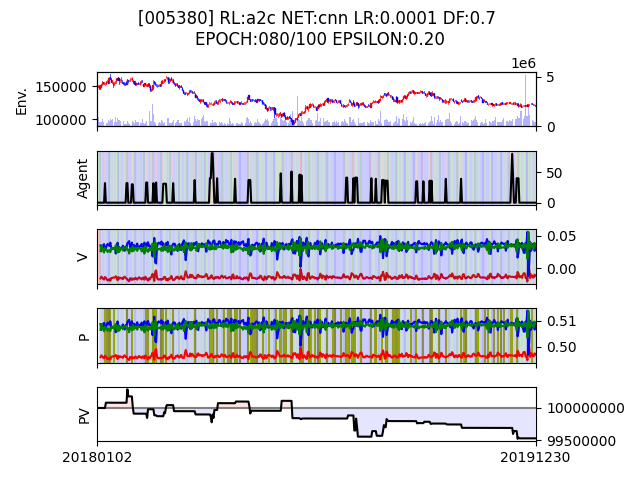 [005380] RL:a2c NET:cnn LR:0.0001 DF:0.7
EPOCH:080/100 EPSILON:0.20
1e6
Env.
150000
100000
5
0
Agent
50
0
V
0.05
0.00
P
0.51
0.50
PV
100000000
99500000
20180102
20191230